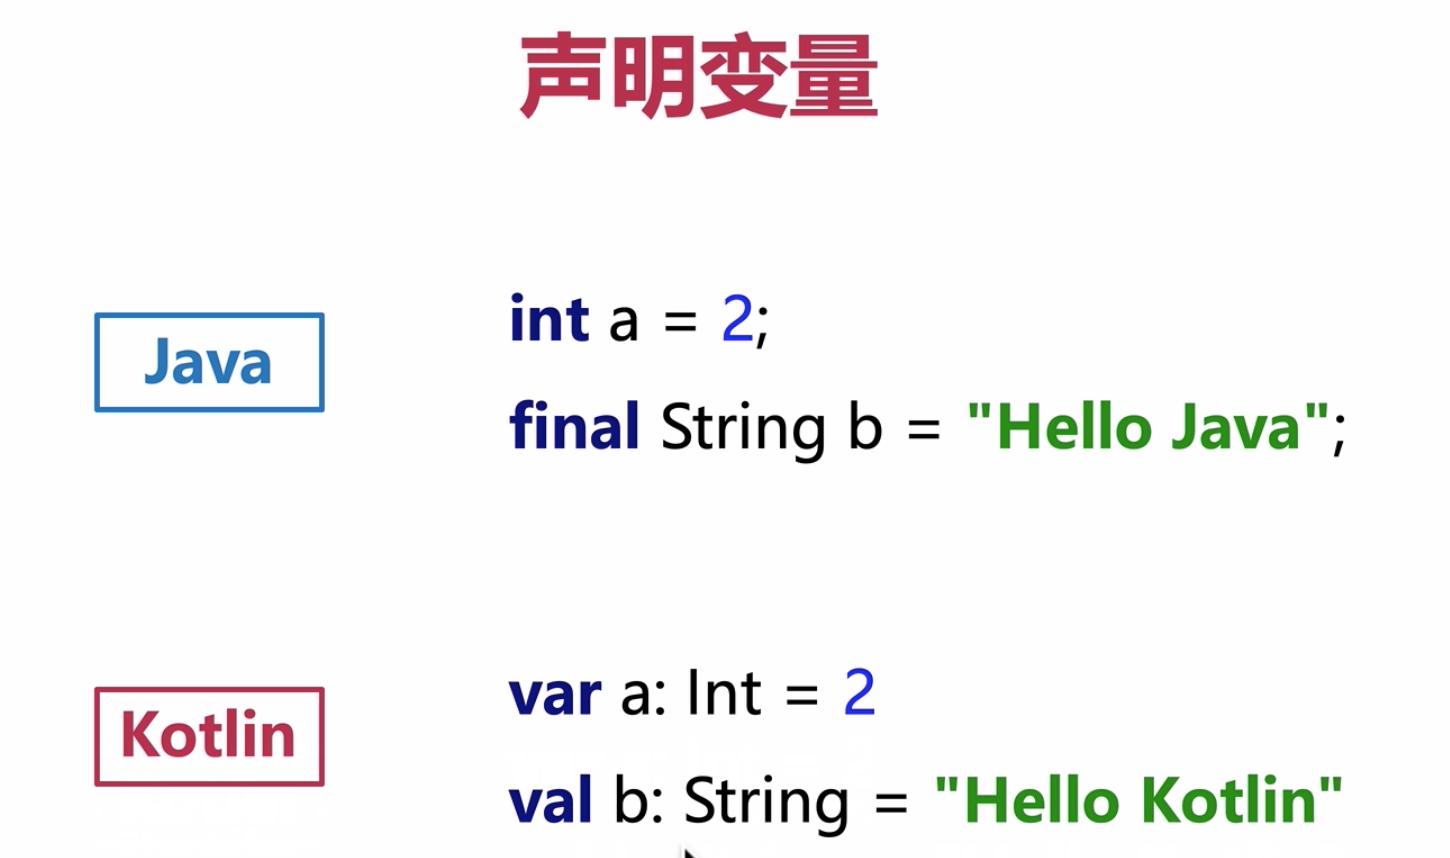 声明变量
Java
int a = 2;
final String b = "Hello Java";
Kotlin
var a: Int = 2
val b: String = "Hello Kotlin"